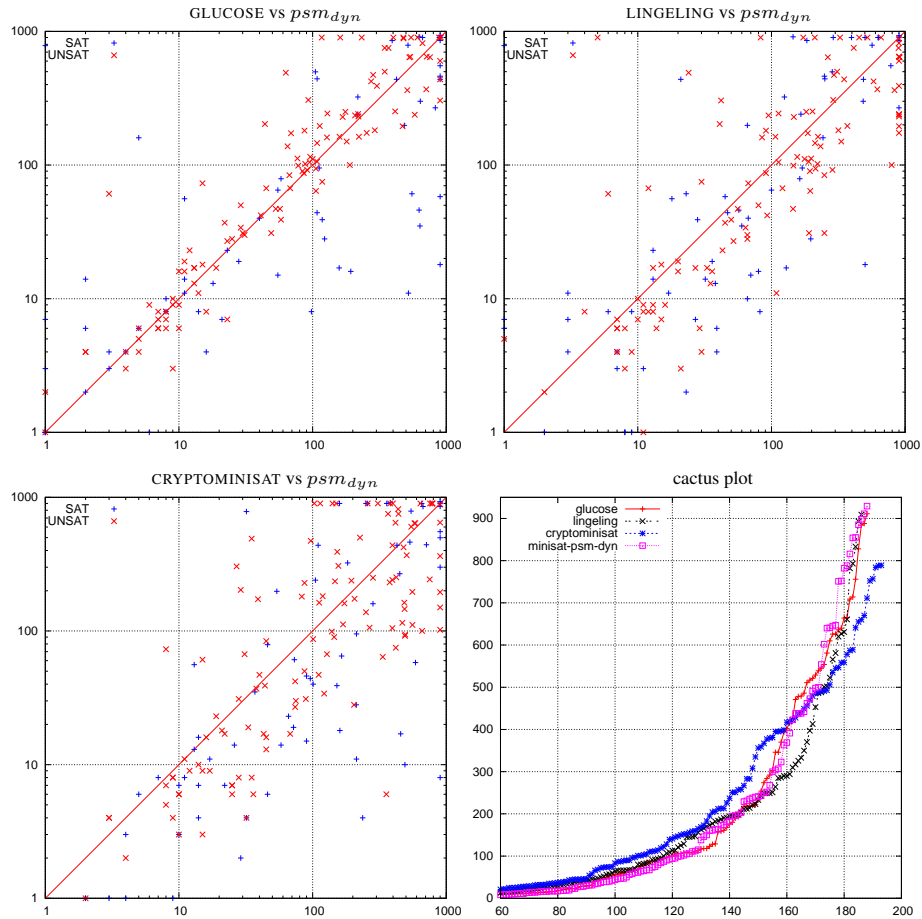 GLUCOSE VS psm_dyn
LINGELING VS psm_dyn
1000
SAT
UNSAT
100
10
1
1 10 100 1000
1000
SAT
UNSAT
100
10
1
1 10 100 1000
CRYPTOMINISAT VS psm_dyn
cactus plot
1000
SAT
UNSAT
100
10
1
1 10 100 1000
glucose
lingeling
cryptominisat
minisat-psm-dyn
900
800
700
600
500
400
300
200
100
0
60 80 100 120 140 160 180 200